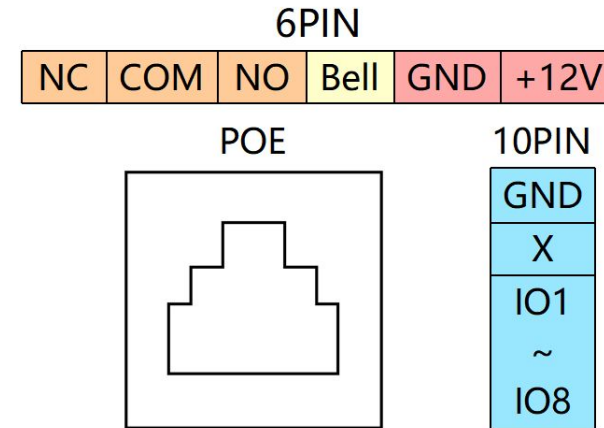 6PIN
NC COM NO Bell GND +12V
POE
10PIN
GND
X
IO1
~
IO8